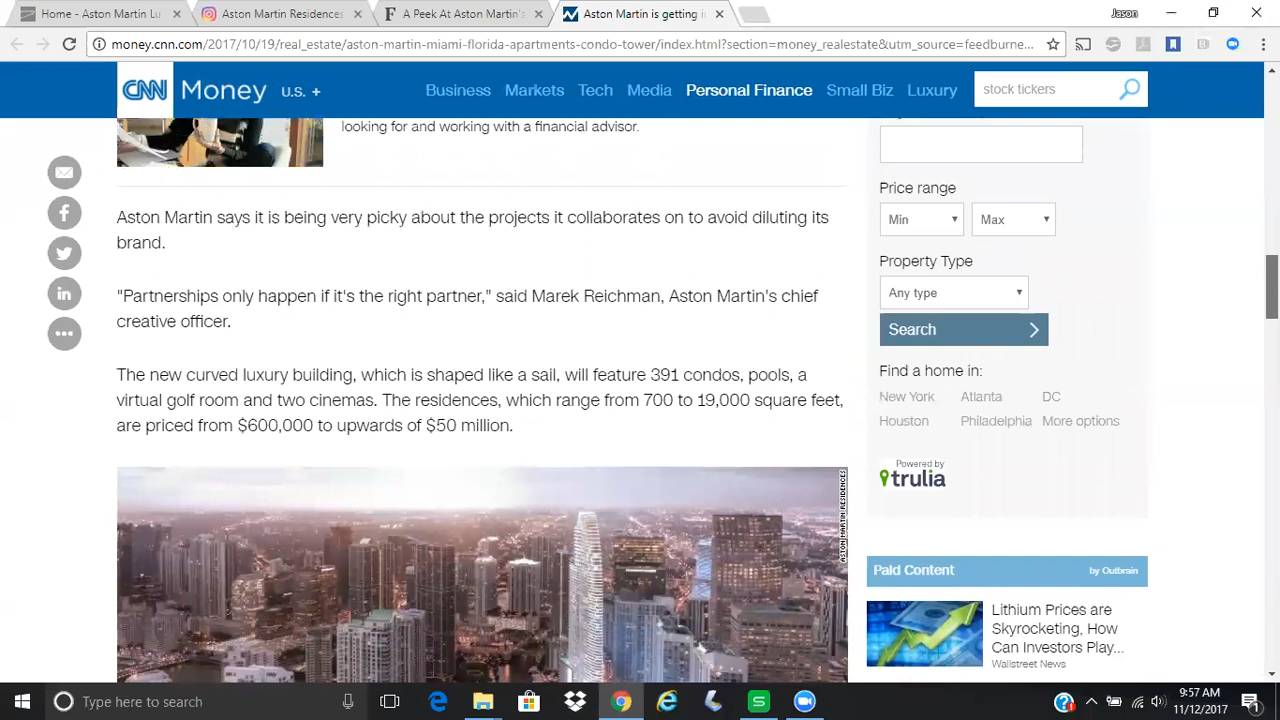 Home - Aston Martin Lu
Aston Martin Residences
A Peek At Aston Martin's
Aston Martin is getting i
Jason
money.cnn.com/2017/10/19/real_estate/aston-martin-miami-florida-apartments-condo-tower/index.html?section=money_realestate&utm_source=feedburne...
CNN Money U.S. +
Business Markets Tech Media Personal Finance Small Biz Luxury
stock tickers
looking for and working with a financial advisor.
Aston Martin says it is being very picky about the projects it collaborates on to avoid diluting its
brand.
"Partnerships only happen if it's the right partner," said Marek Reichman, Aston Martin's chief
creative officer.
The new curved luxury building, which is shaped like a sail, will feature 391 condos, pools, a
virtual golf room and two cinemas. The residences, which range from 700 to 19,000 square feet,
are priced from $600,000 to upwards of $50 million.
ASTON MARTIN RESIDENCES
Price range
Min Max
Property Type
Any type
Search
Find a home in:
New York Atlanta DC
Houston Philadelphia More options
Powered by
trulia
Paid Content by Outbrain
Lithium Prices are
Skyrocketing, How
Can Investors Play...
Wallstreet News
Type here to search
9:57 AM
11/12/2017